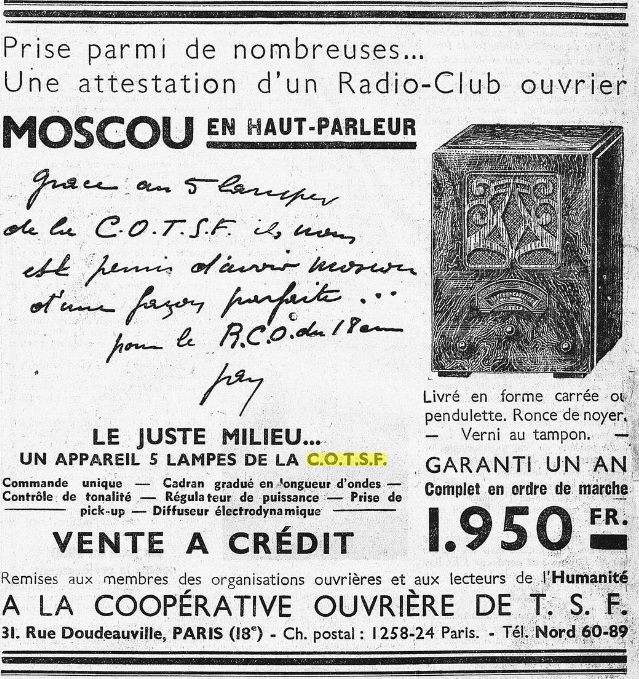 Prise parmi de nombreuses...
Une attestation d'un Radio-Club ouvrier
MOSCOU EN HAUT-PARLEUR
grace au 5 lampes
de la C.O.T.S.F. il nous
est permis d'avoir moscou
d'une façon parfaite ...
pour le R.C.O. du 18em
LE JUSTE MILIEU...
UN APPAREIL 5 LAMPES DE LA C.O.T.S.F.
Commande unique — Cadran gradué en longueur d'ondes —
Contrôle de tonalité — Régulateur de puissance — Prise de
pick-up — Diffuseur électrodynamique
VENTE A CRÉDIT
Livré en forme carrée ou
pendulette. Ronce de noyer.
— Verni au tampon. —
GARANTI UN AN
Complet en ordre de marche
1.950 FR.
Remises aux membres des organisations ouvrières et aux lecteurs de l'Humanité
A LA COOPÉRATIVE OUVRIÈRE DE T. S. F.
31. Rue Doudeauville, PARIS (18e) - Ch. postal : 1258-24 Paris. - Tél. Nord 60-89